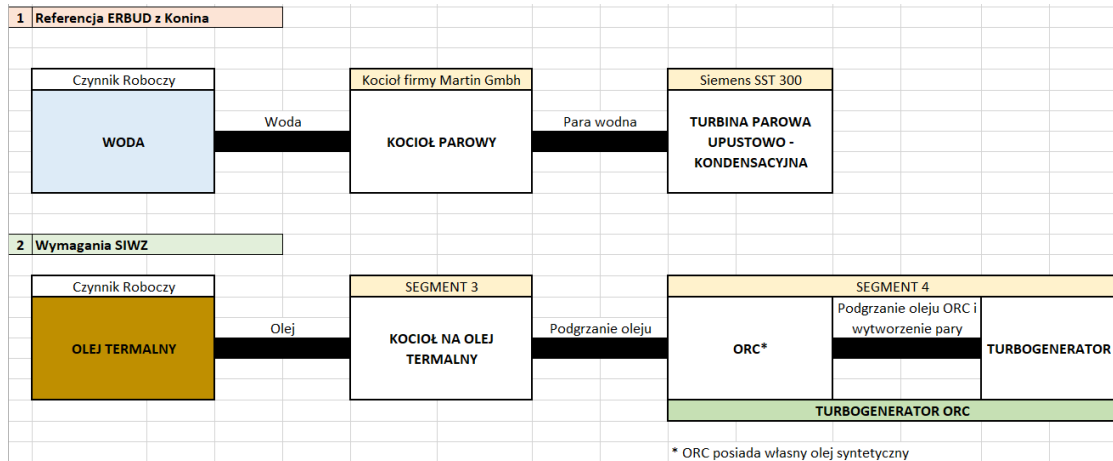 1 Referencja ERBUD z Konina
Czynnik Roboczy
Kocioł firmy Martin Gmbh
Siemens SST 300
WODA
Woda
KOCIOŁ PAROWY
Para wodna
TURBINA PAROWA
UPUSTOWO -
KONDENSACYJNA
2 Wymagania SIWZ
Czynnik Roboczy
SEGMENT 3
SEGMENT 4
OLEJ TERMALNY
Olej
KOCIOŁ NA OLEJ
TERMALNY
Podgrzanie oleju
ORC*
Podgrzanie oleju ORC i
wytworzenie pary
TURBOGENERATOR
TURBOGENERATOR ORC
* ORC posiada własny olej syntetyczny